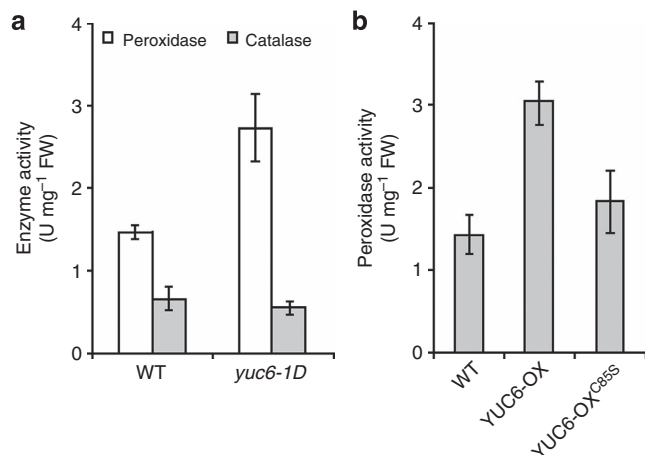 a
4
3
2
1
0
Enzyme activity
(U mg⁻¹ FW)
Peroxidase
Catalase
WT
yuc6-1D
b
4
3
2
1
0
Peroxidase activity
(U mg⁻¹ FW)
WT
YUC6-OX
YUC6-OX^C85S